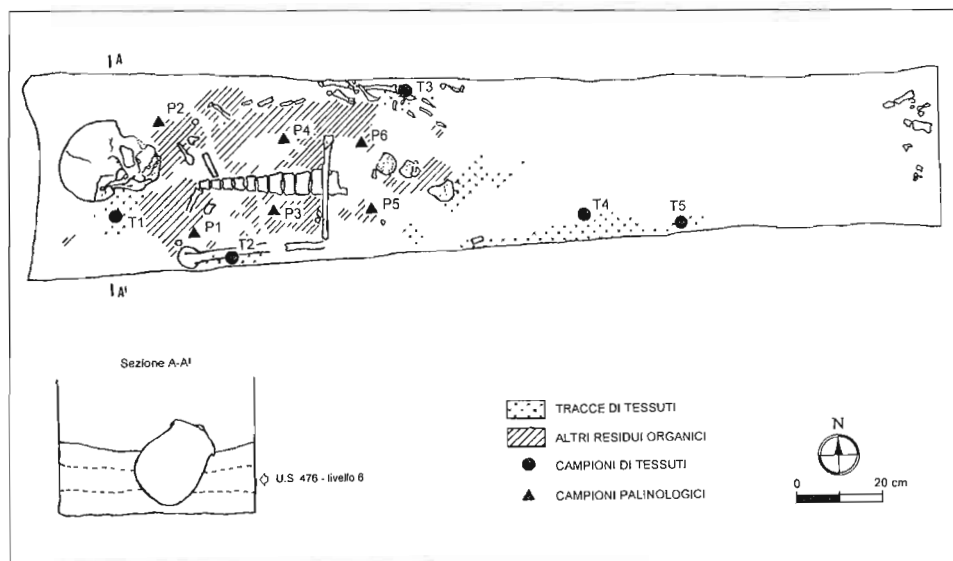 A
P2
T3
P4
P6
T1
P3
P5
T4
T5
P1
T2
A'
Sezione A-A'
U.S 476 - livello 6
TRACCE DI TESSUTI
ALTRI RESIDUI ORGANICI
CAMPIONI DI TESSUTI
CAMPIONI PALINOLOGICI
N
0 20 cm